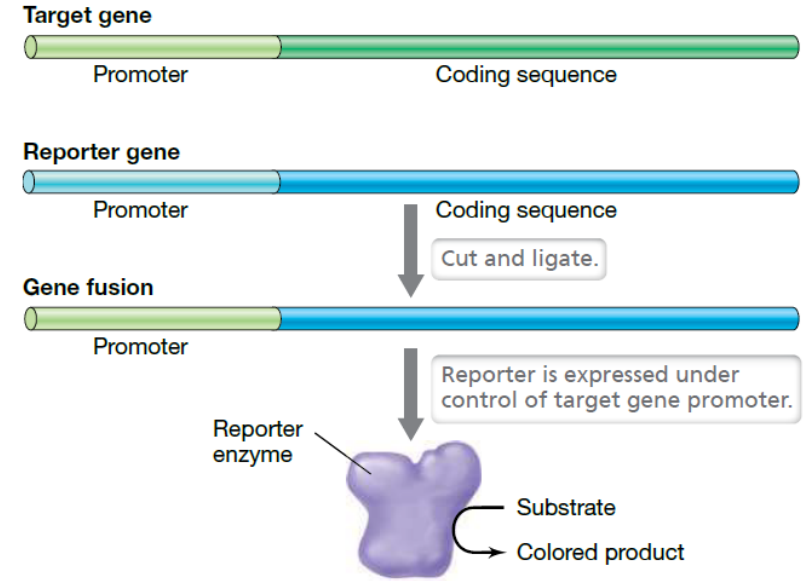 Target gene
Promoter
Coding sequence
Reporter gene
Promoter
Coding sequence
Cut and ligate.
Gene fusion
Promoter
Reporter is expressed under
control of target gene promoter.
Reporter
enzyme
Substrate
Colored product